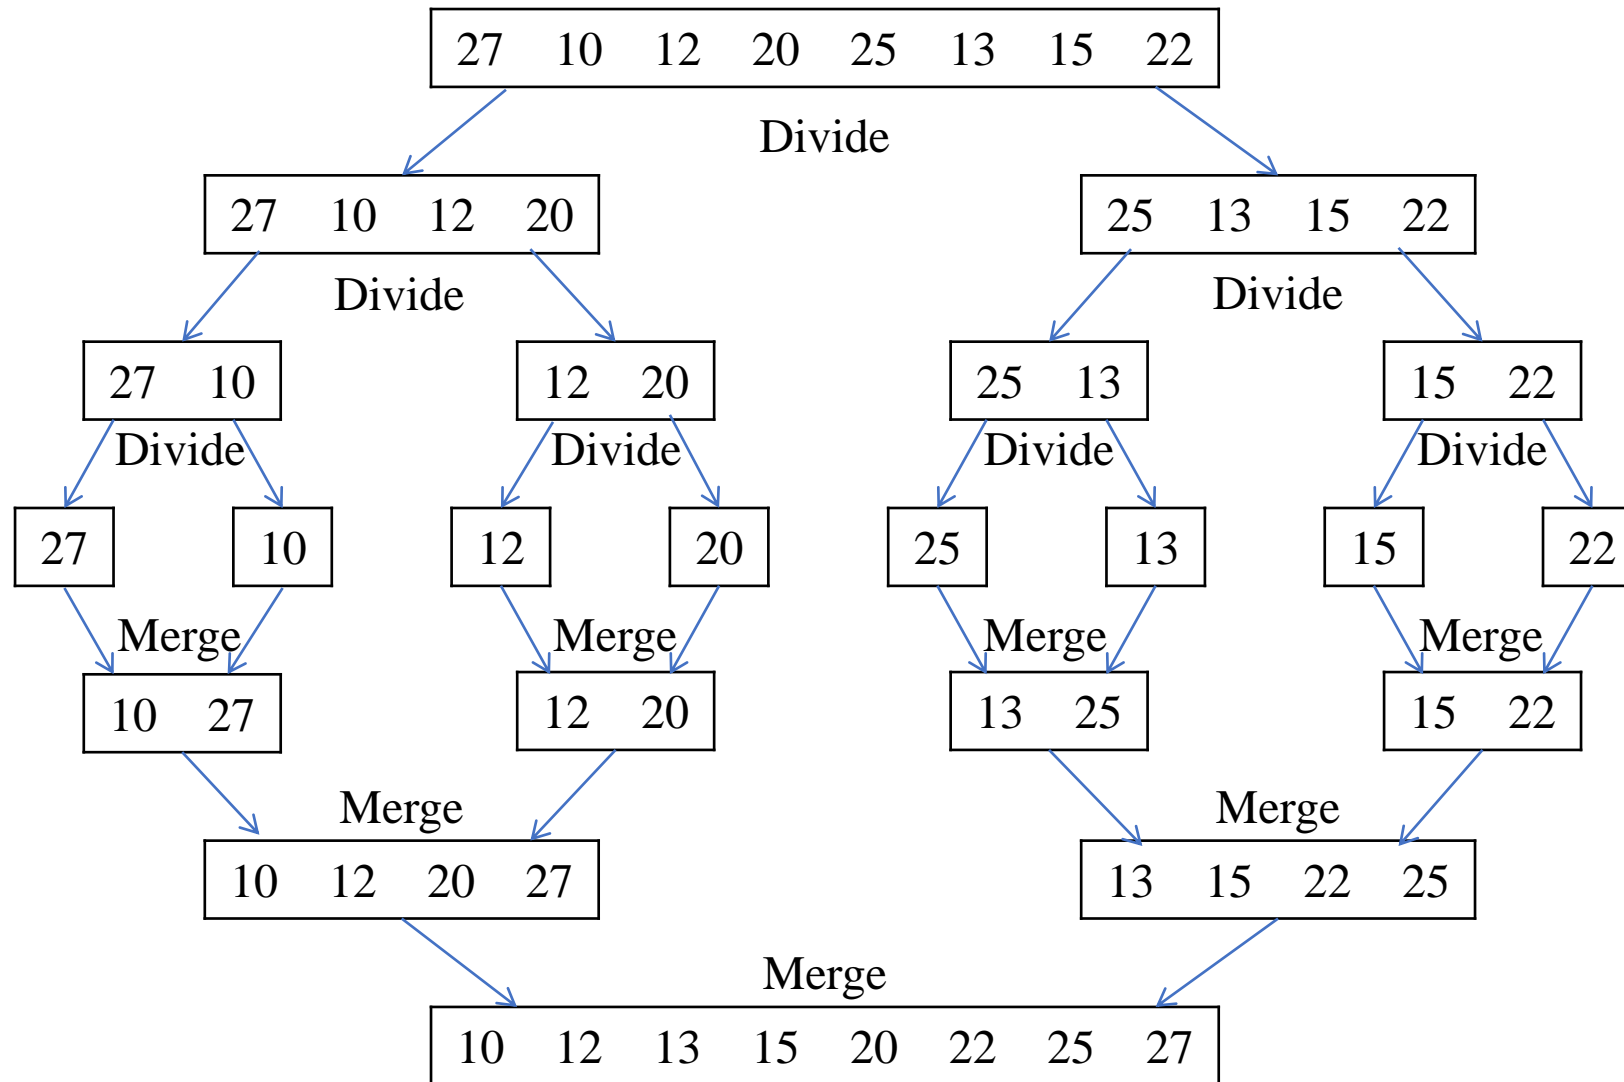 27 10 12 20 25 13 15 22
Divide
27 10 12 20
25 13 15 22
Divide
Divide
27 10
12 20
25 13
15 22
Divide
Divide
Divide
Divide
27
10
12
20
25
13
15
22
Merge
Merge
Merge
Merge
10 27
12 20
13 25
15 22
Merge
Merge
10 12 20 27
13 15 22 25
Merge
10 12 13 15 20 22 25 27